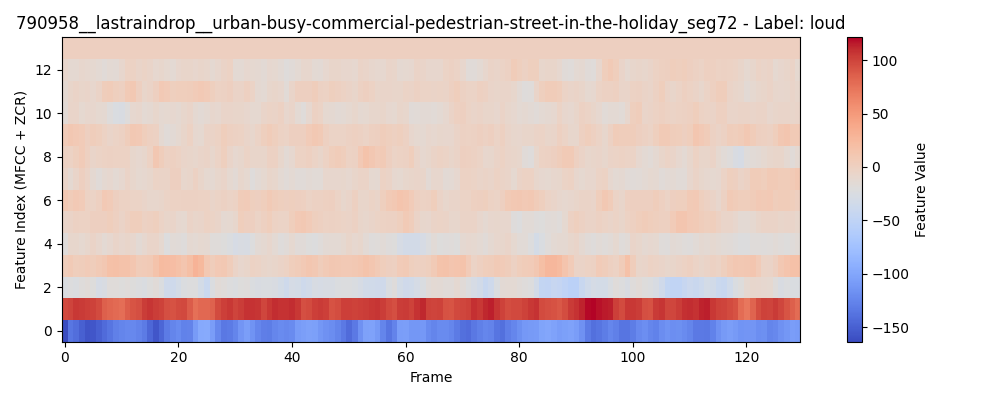 790958__lastraindrop__urban-busy-commercial-pedestrian-street-in-the-holiday_seg72 - Label: loud
Feature Index (MFCC + ZCR)
12
10
8
6
4
2
0
0 20 40 60 80 100 120
Frame
100
50
0
−50
−100
−150
Feature Value